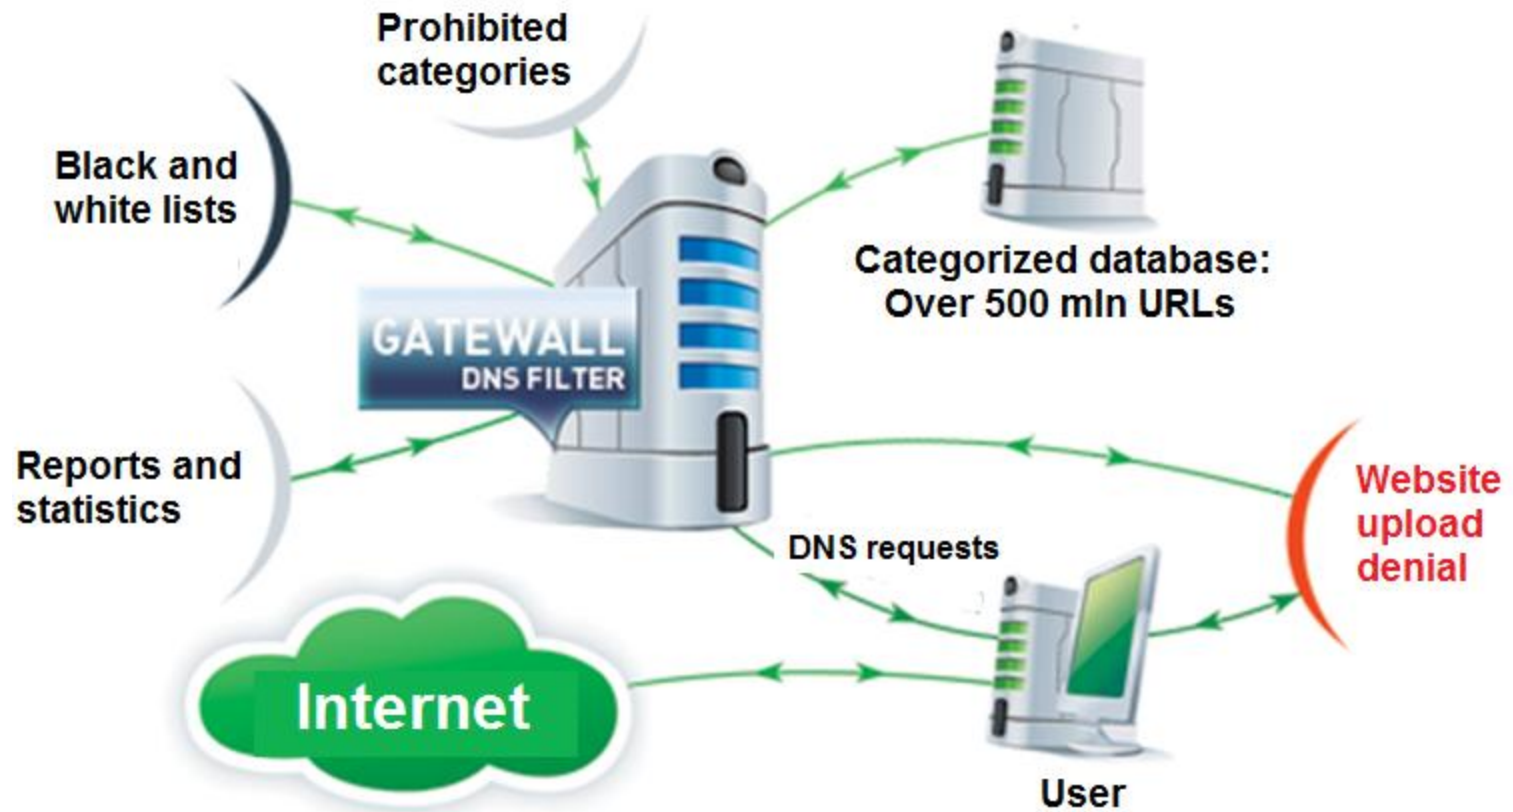 Prohibited
categories
Black and
white lists
Categorized database:
Over 500 mln URLs
GATEWALL
DNS FILTER
Reports and
statistics
Website
upload
denial
DNS requests
Internet
User